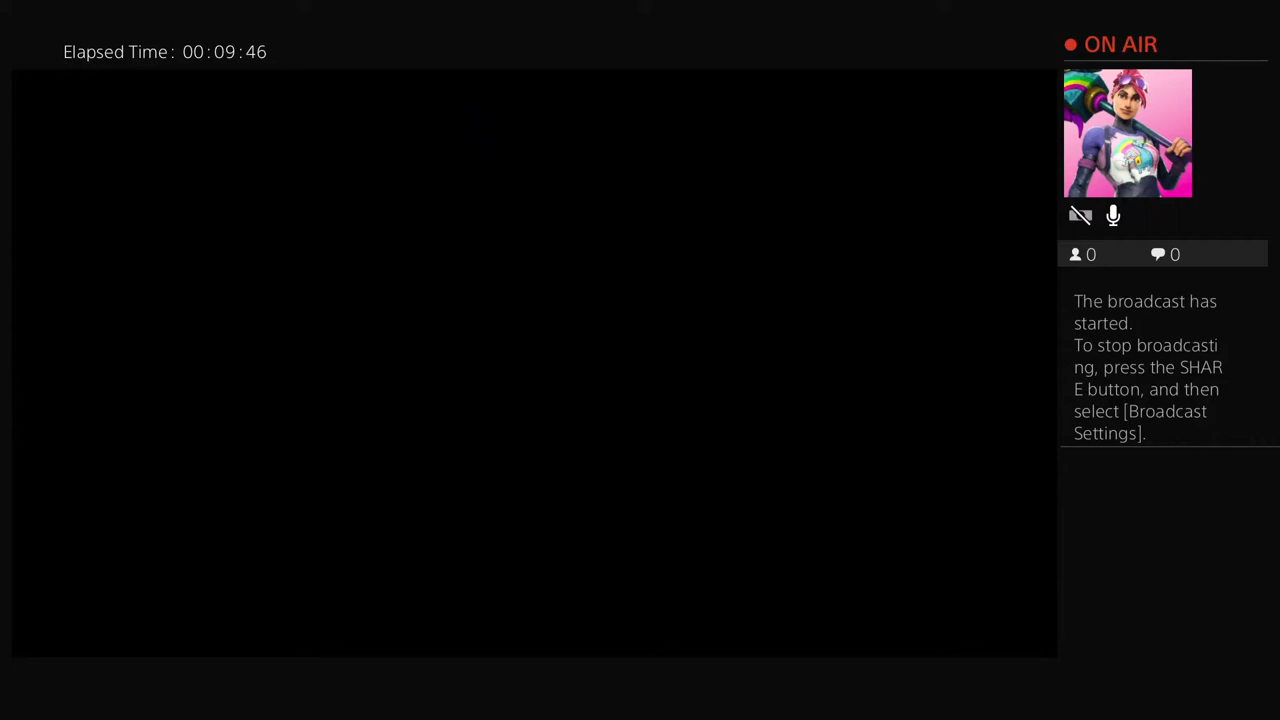 Elapsed Time: 00:09:46
ON AIR
0 0
The broadcast has
started.
To stop broadcasti
ng, press the SHAR
E button, and then
select [Broadcast
Settings].